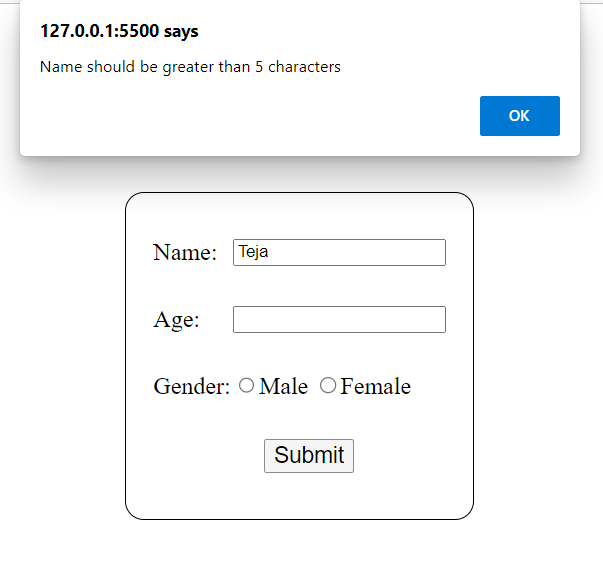 127.0.0.1:5500 says
Name should be greater than 5 characters
OK
Name: Teja
Age:
Gender: Male Female
Submit